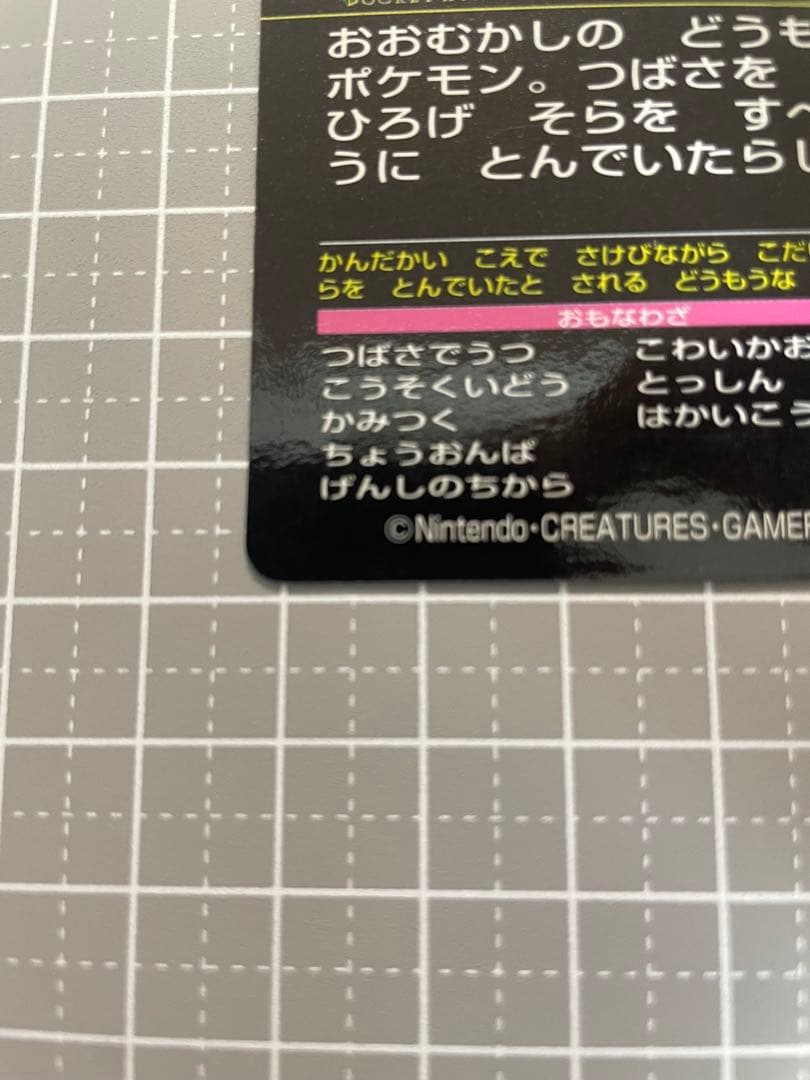 おおむかしの　どうも
ポケモン。つばさを
ひろげ　そらを　すべ
うに　とんでいたらし
かんだかい　こえで　さけびながら　こだい
らを　とんでいたと　される　どうもうな
おもなわざ
つばさでうつ　こわいかお
こうそくいどう　とっしん
かみつく　はかいこう
ちょうおんぱ
げんしのちから
©Nintendo・CREATURES・GAME